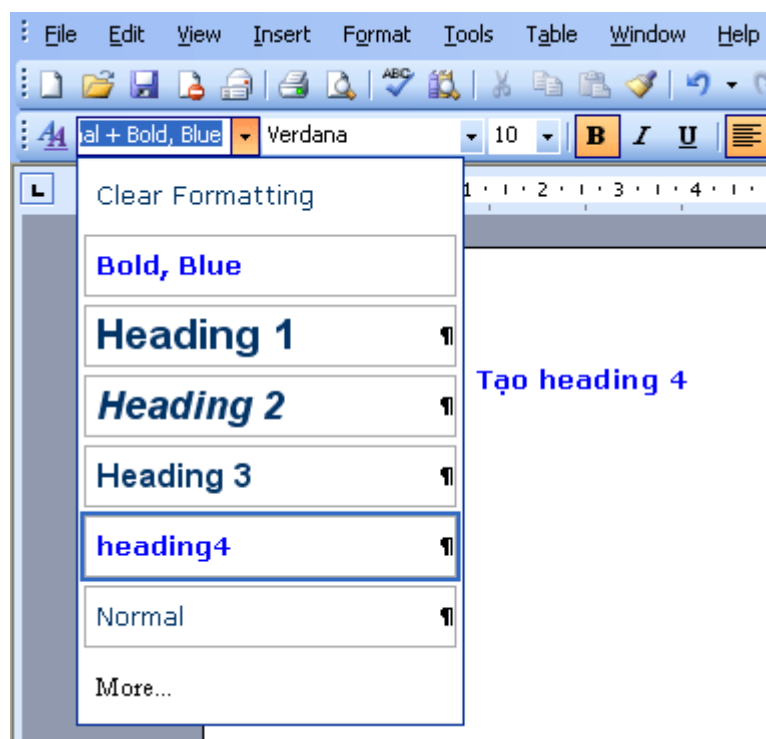 File Edit View Insert Format Tools Table Window Help
ABC
al + Bold, Blue Verdana 10 B I U
1 2 3 4
Clear Formatting
Bold, Blue
Heading 1 ¶
Tạo heading 4
Heading 2 ¶
Heading 3 ¶
heading4 ¶
Normal ¶
More...